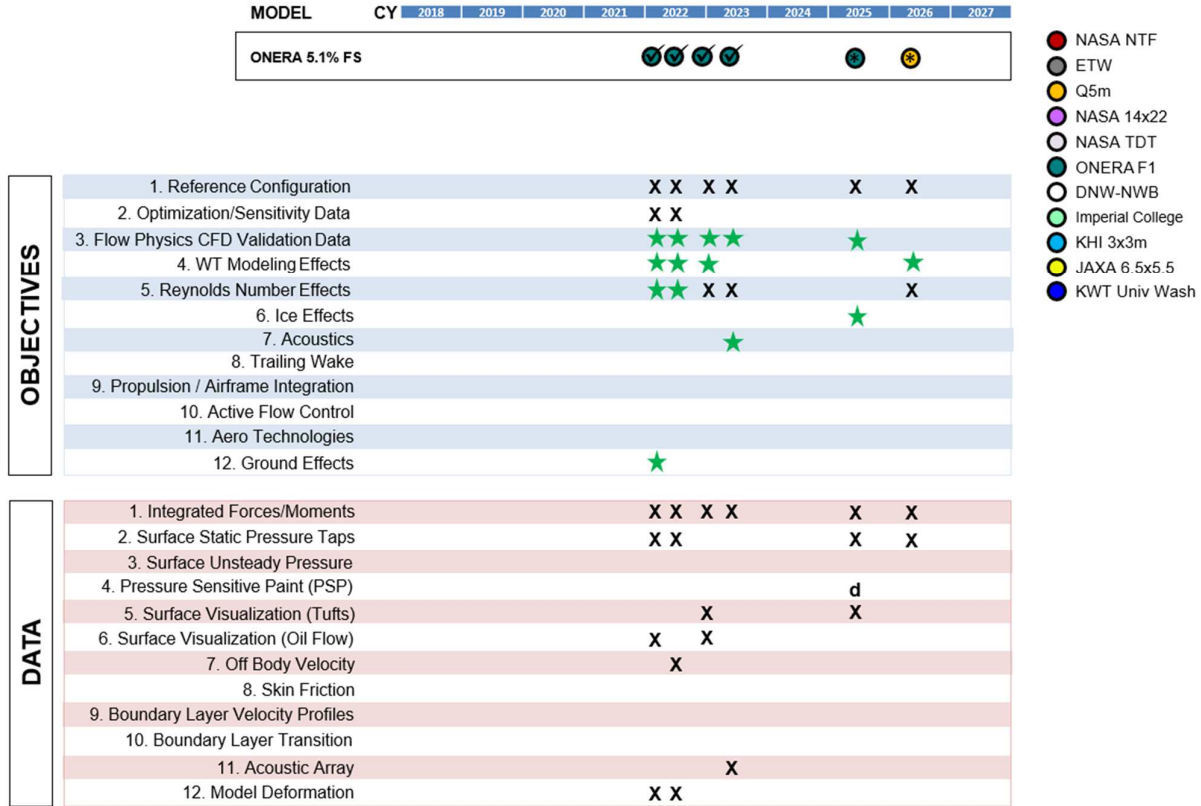 MODEL CY 2018 2019 2020 2021 2022 2023 2024 2025 2026 2027
ONERA 5.1% FS * *
NASA NTF
ETW
Q5m
NASA 14x22
NASA TDT
ONERA F1
DNW-NWB
Imperial College
KHI 3x3m
JAXA 6.5x5.5
KWT Univ Wash
OBJECTIVES
1. Reference Configuration X X X X X X
2. Optimization/Sensitivity Data X X
3. Flow Physics CFD Validation Data
4. WT Modeling Effects
5. Reynolds Number Effects X X X
6. Ice Effects
7. Acoustics
8. Trailing Wake
9. Propulsion / Airframe Integration
10. Active Flow Control
11. Aero Technologies
12. Ground Effects
DATA
1. Integrated Forces/Moments X X X X X X
2. Surface Static Pressure Taps X X X X
3. Surface Unsteady Pressure
4. Pressure Sensitive Paint (PSP) d
5. Surface Visualization (Tufts) X X
6. Surface Visualization (Oil Flow) X X
7. Off Body Velocity X
8. Skin Friction
9. Boundary Layer Velocity Profiles
10. Boundary Layer Transition
11. Acoustic Array X
12. Model Deformation X X